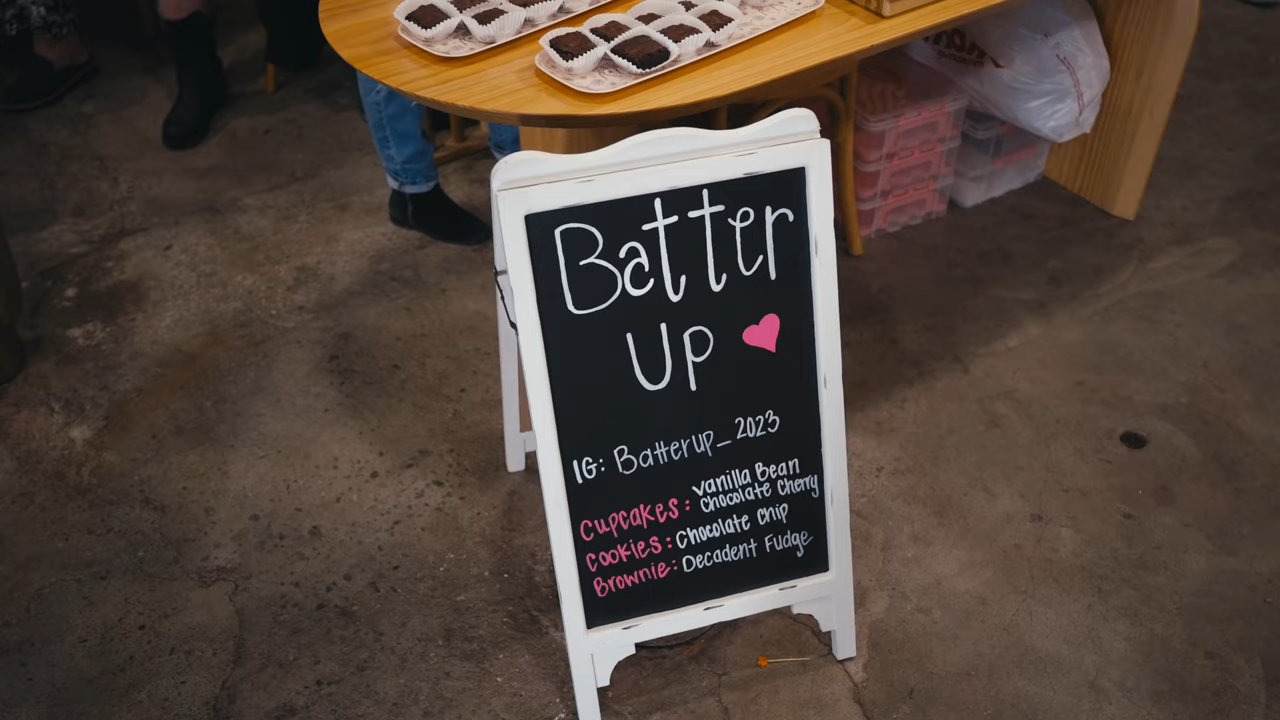 Batter
Up
IG: Batterup_2023
Cupcakes: vanilla Bean
Chocolate Cherry
Cookies: Chocolate Chip
Brownie: Decadent Fudge